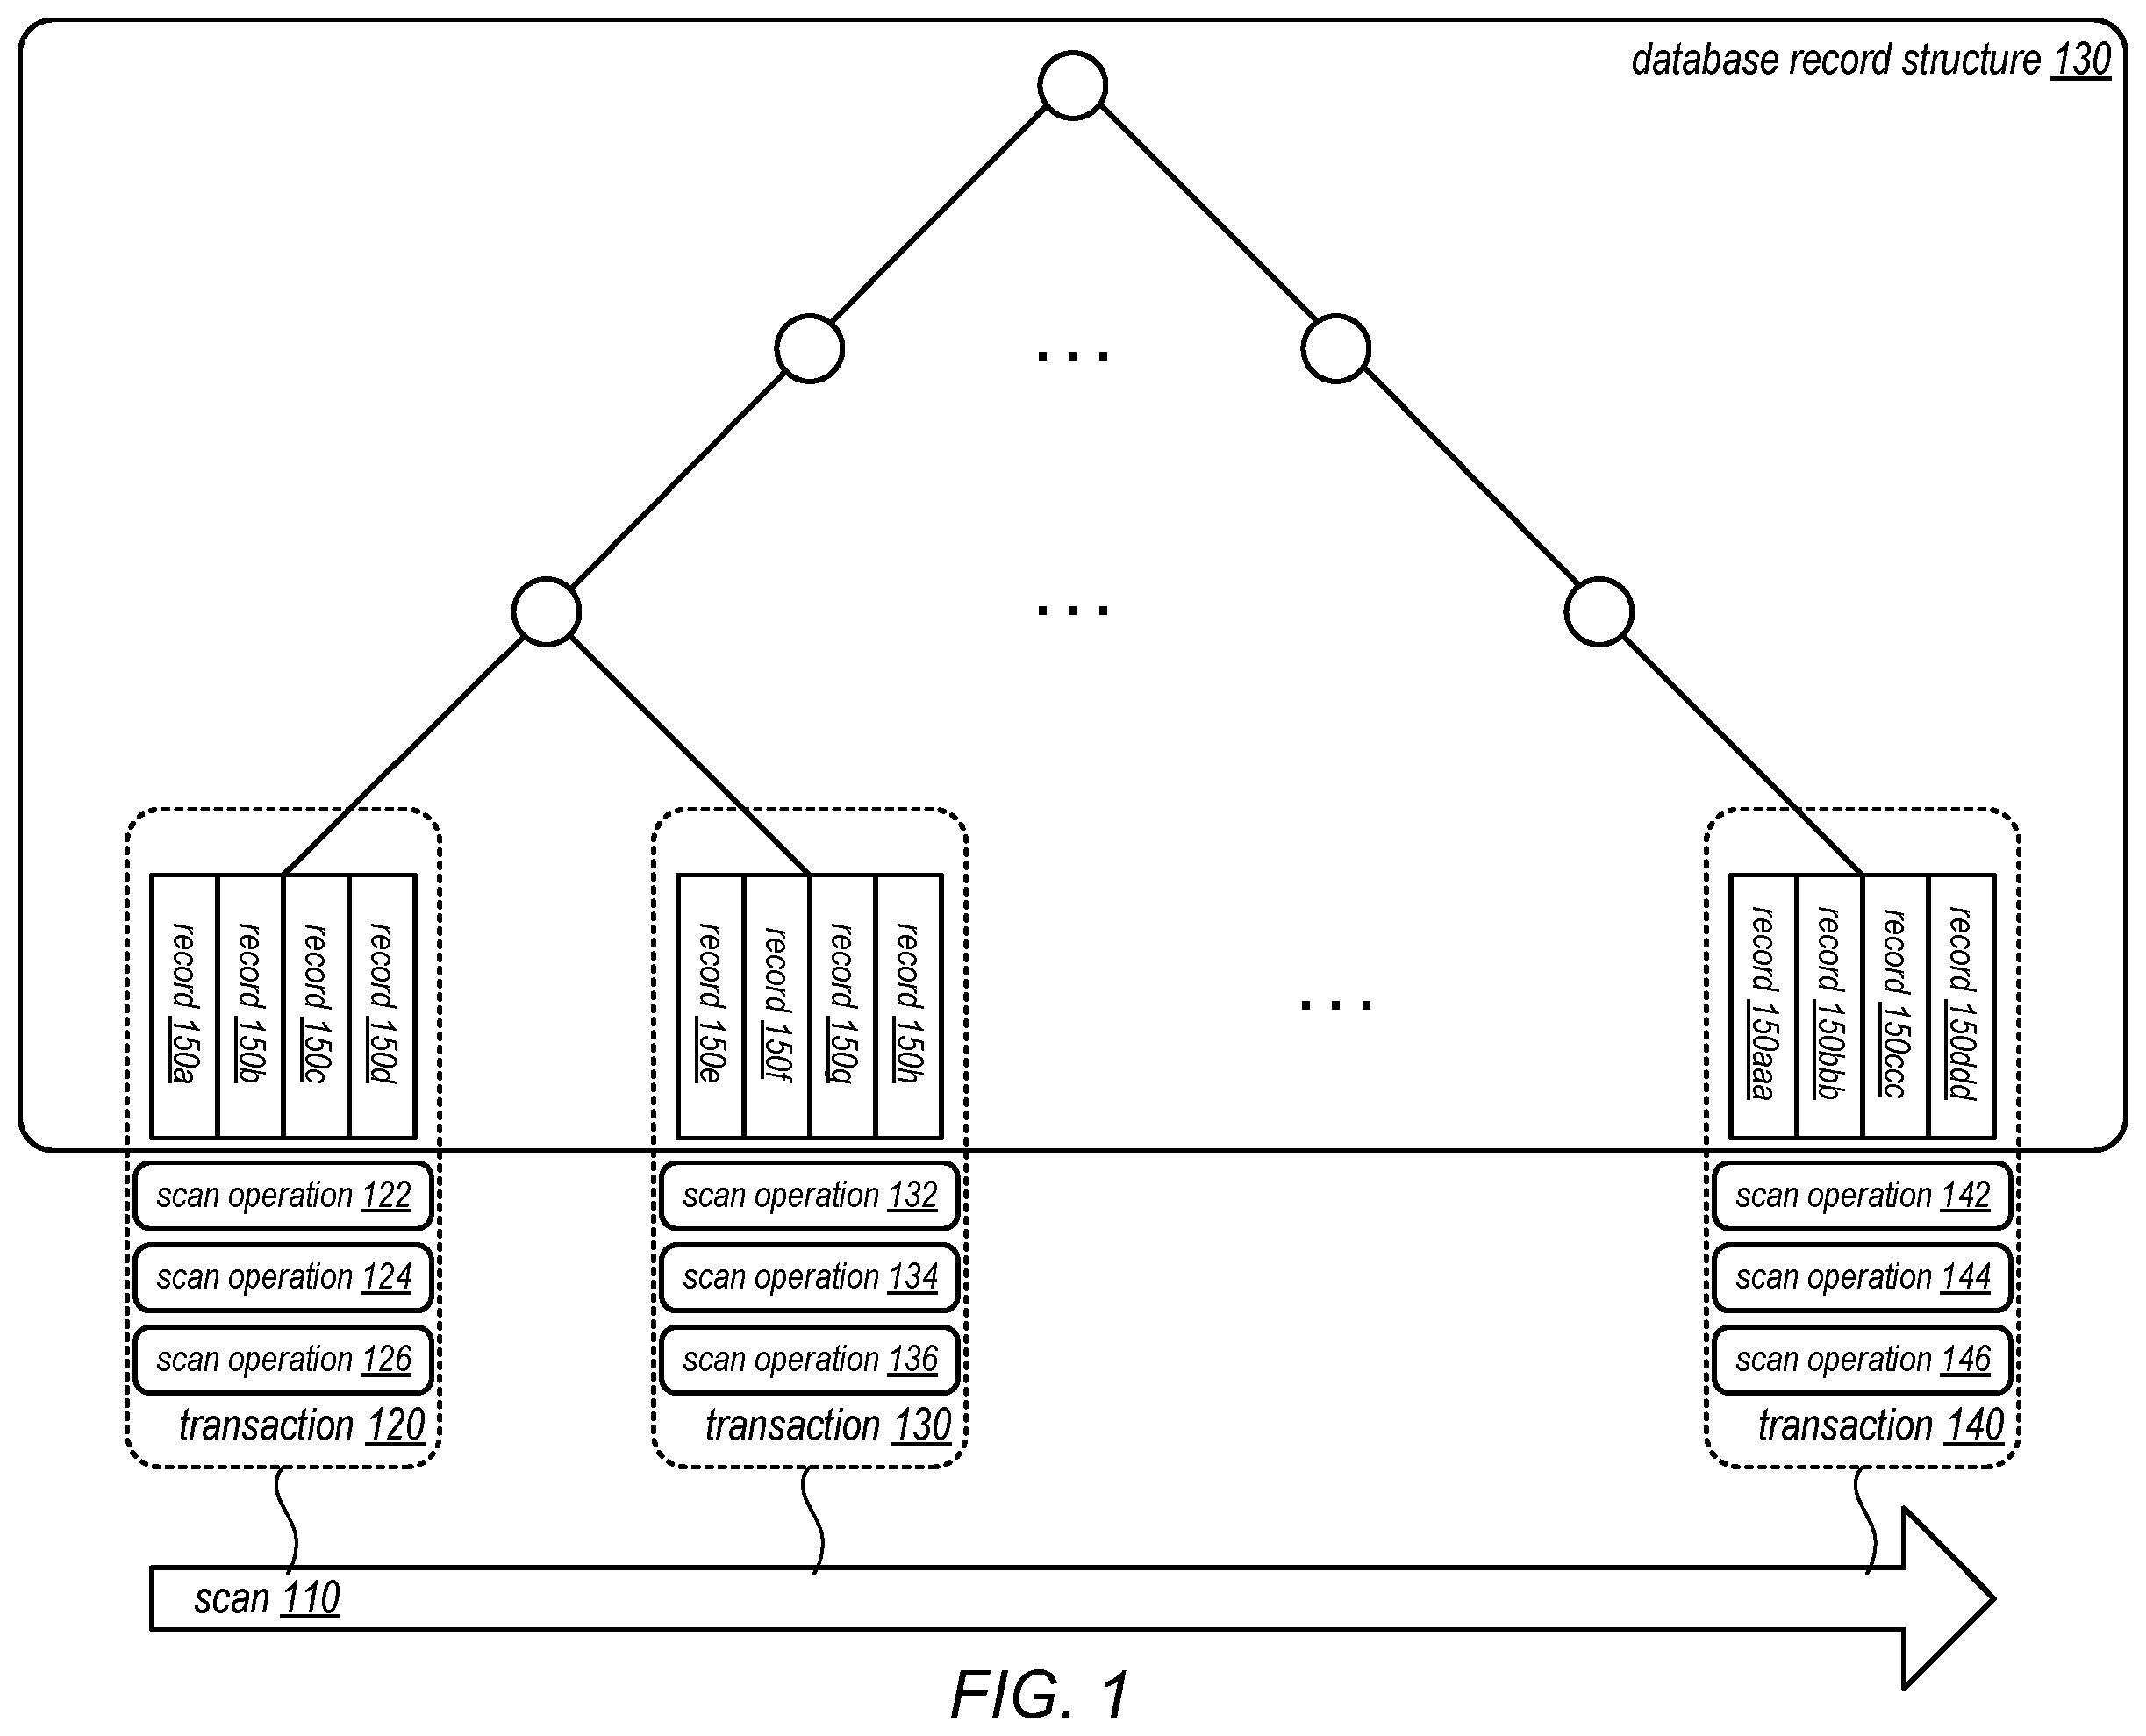 database record structure 130
. . .
. . .
record 150a
record 150b
record 150c
record 150d
record 150e
record 150f
record 150g
record 150h
. . .
record 150aaa
record 150bbb
record 150ccc
record 150ddd
scan operation 122
scan operation 124
scan operation 126
transaction 120
scan operation 132
scan operation 134
scan operation 136
transaction 130
scan operation 142
scan operation 144
scan operation 146
transaction 140
scan 110
FIG. 1